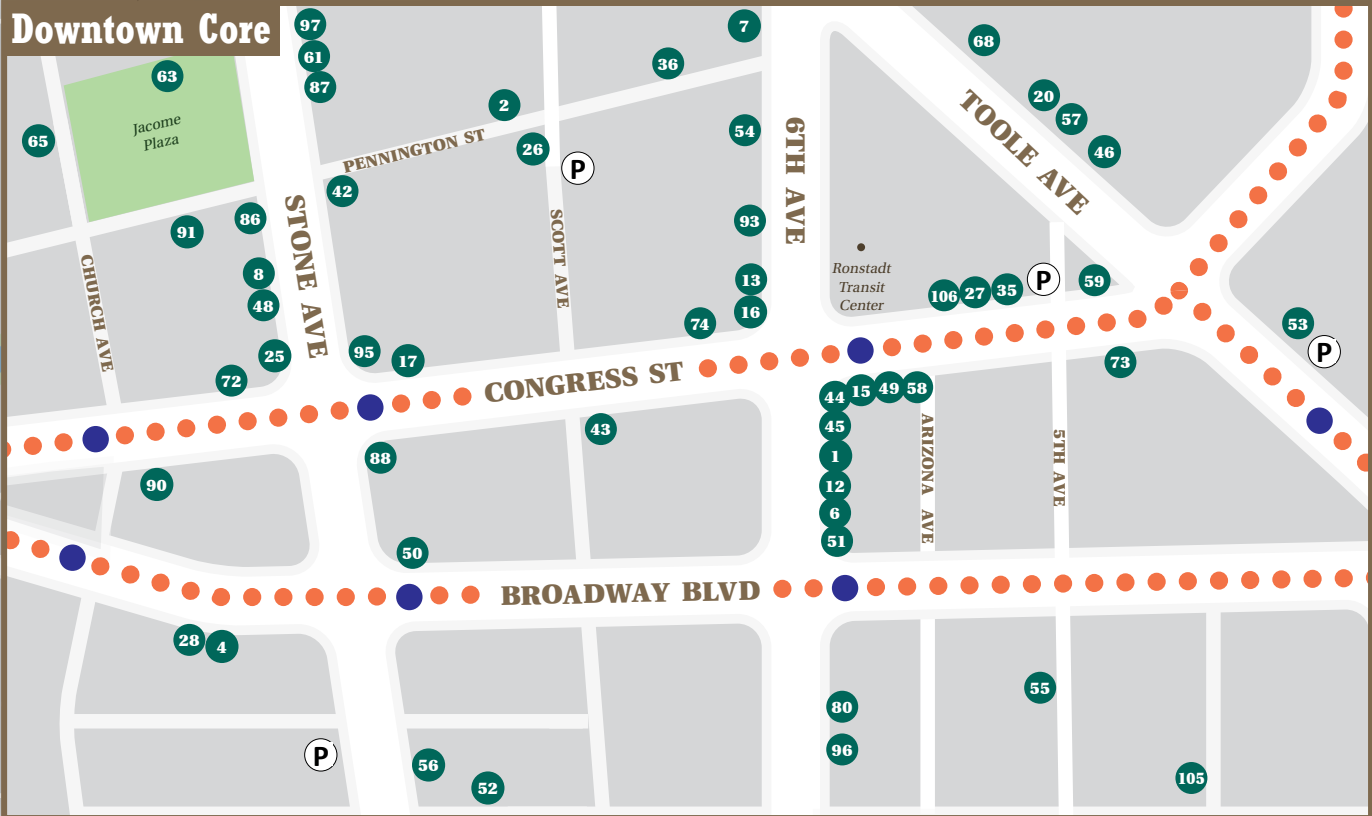 Downtown Core
97
7
68
61
36
63
87
20
2
57
Jacome
Plaza
54
65
PENNINGTON ST
26
46
P
TOOLE AVE
6TH AVE
42
86
91
STONE AVE
SCOTT AVE
93
Ronstadt
Transit
Center
CHURCH AVE
8
48
13
16
106
27
35
P
59
74
53
P
25
95
17
72
73
CONGRESS ST
44
15
49
58
43
45
88
1
ARIZONA AVE
5TH AVE
90
12
6
51
50
BROADWAY BLVD
28
4
55
80
96
P
56
52
105